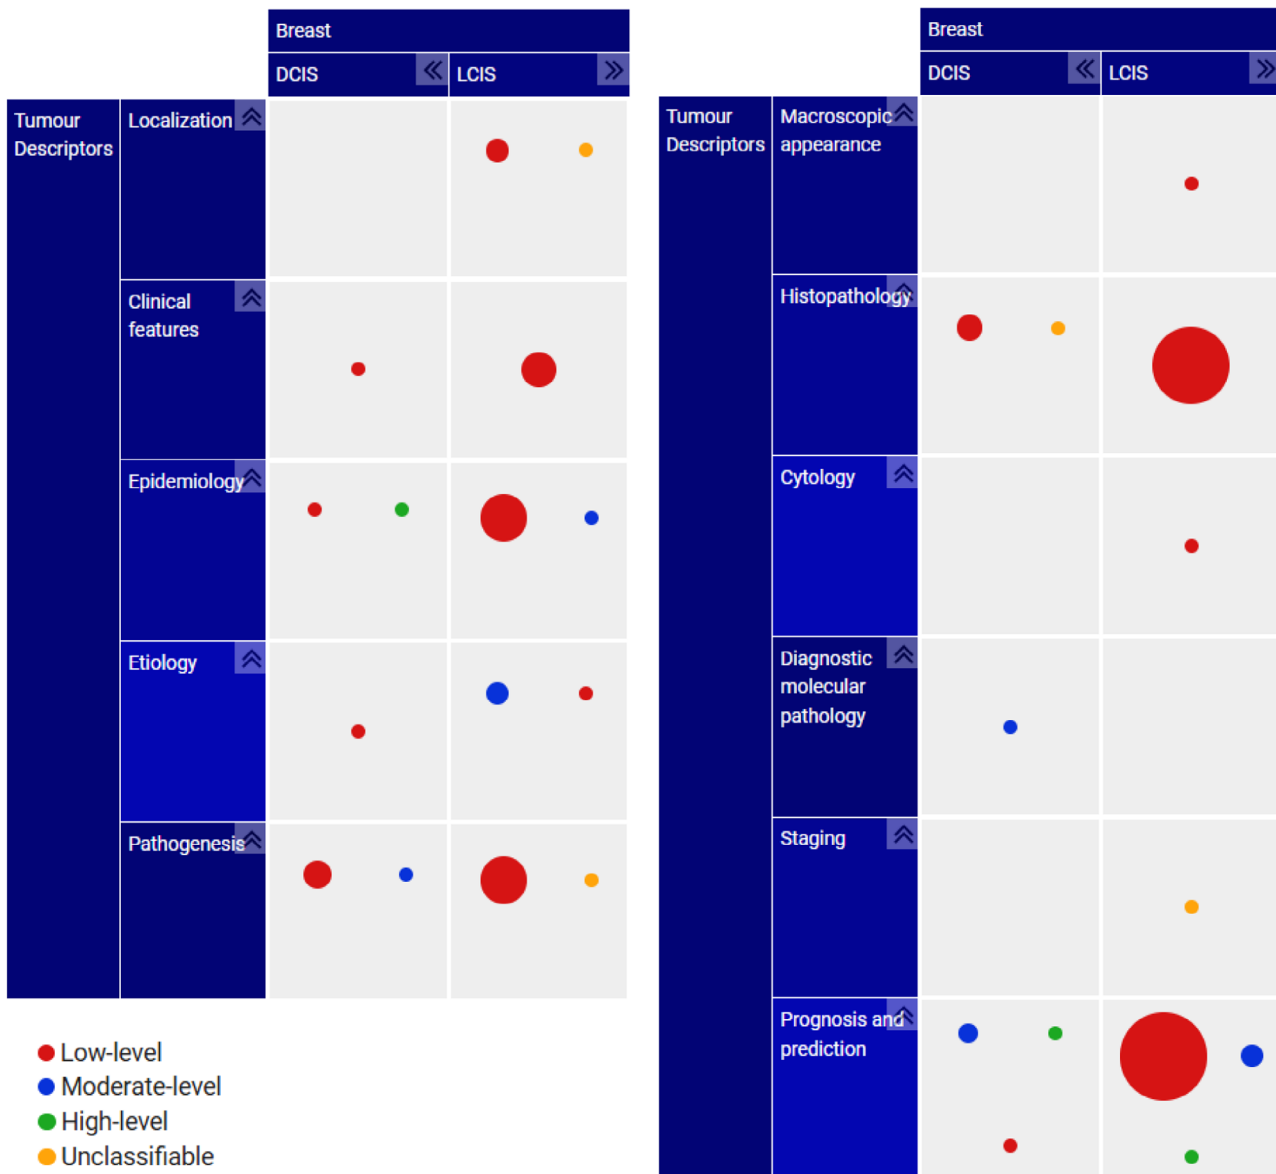 Breast
DCIS
LCIS
Tumour
Descriptors
Localization
Clinical
features
Epidemiology
Etiology
Pathogenesis
Low-level
Moderate-level
High-level
Unclassifiable
Breast
DCIS
LCIS
Tumour
Descriptors
Macroscopic
appearance
Histopathology
Cytology
Diagnostic
molecular
pathology
Staging
Prognosis and
prediction